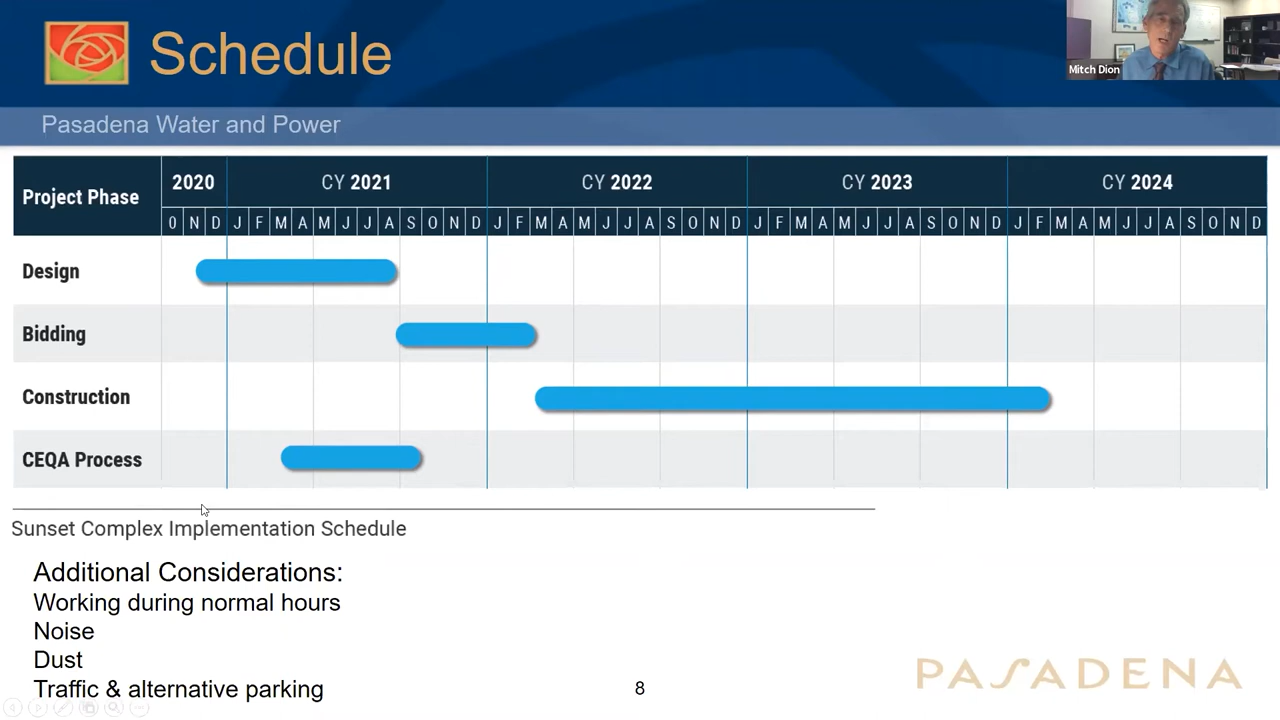 Schedule
Mitch Dion
Pasadena Water and Power
Project Phase
2020 CY 2021 CY 2022 CY 2023 CY 2024
O N D J F M A M J J A S O N D J F M A M J J A S O N D J F M A M J J A S O N D J F M A M J J A S O N D
Design
Bidding
Construction
CEQA Process
Sunset Complex Implementation Schedule
Additional Considerations:
Working during normal hours
Noise
Dust
Traffic & alternative parking
8
PASADENA